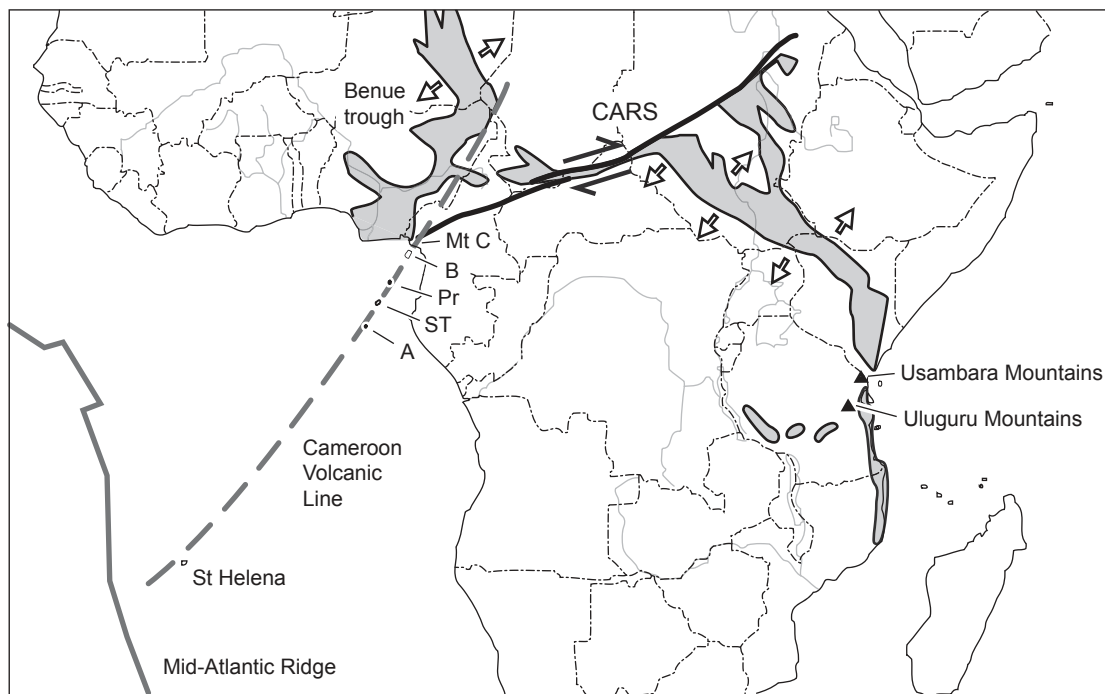 Benue
trough
CARS
Mt C
B
Pr
ST
A
Usambara Mountains
Uluguru Mountains
Cameroon
Volcanic
Line
St Helena
Mid-Atlantic Ridge